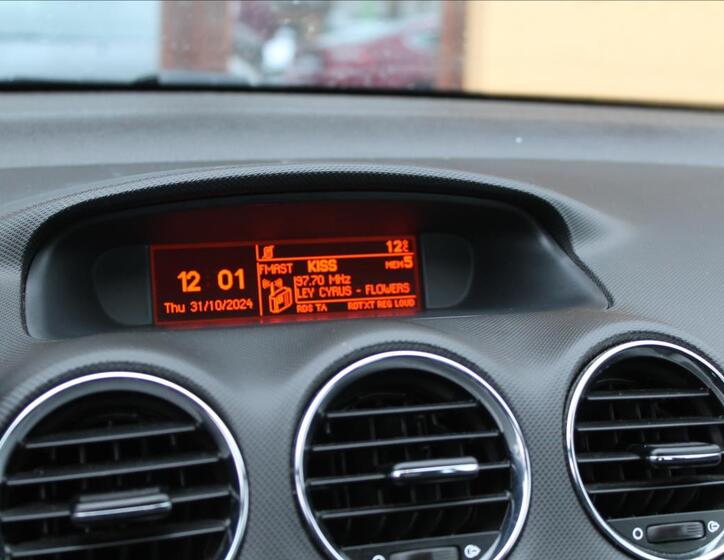 12°C
12 01
Thu 31/10/2024
FMAST KISS MEM5
97.70 MHz
LEY CYRUS - FLOWERS
RDS TA RDTXT REG LOUD